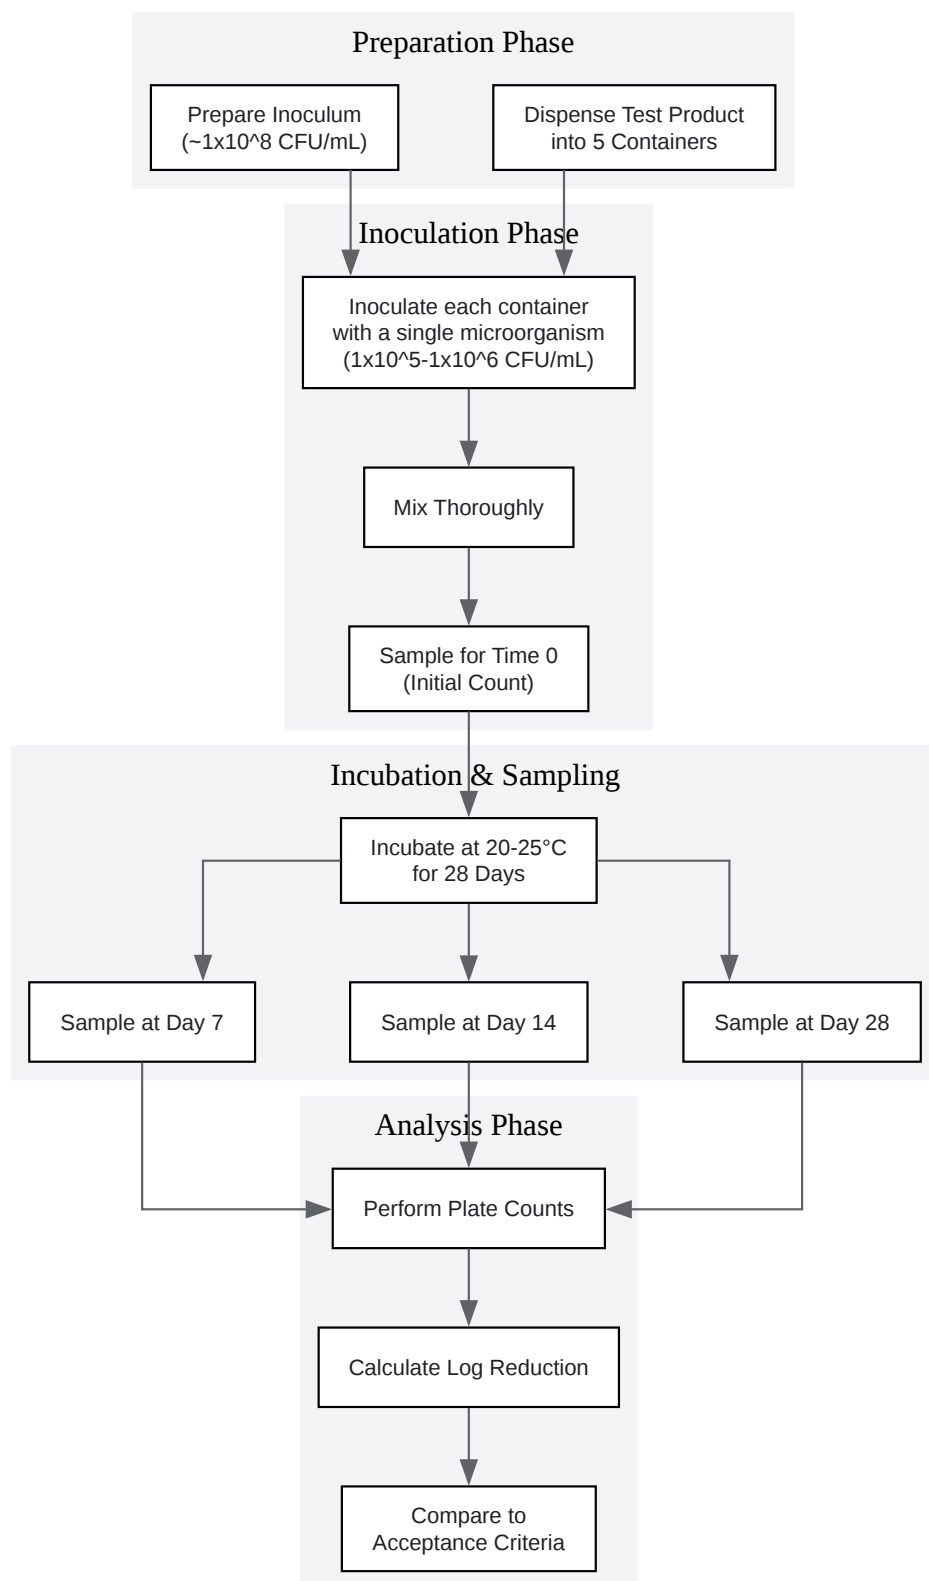 Preparation Phase
Prepare Inoculum
(~1x10^8 CFU/mL)
Dispense Test Product
into 5 Containers
Inoculation Phase
Inoculate each container
with a single microorganism
(1x10^5-1x10^6 CFU/mL)
Mix Thoroughly
Sample for Time 0
(Initial Count)
Incubation & Sampling
Incubate at 20-25°C
for 28 Days
Sample at Day 7
Sample at Day 14
Sample at Day 28
Analysis Phase
Perform Plate Counts
Calculate Log Reduction
Compare to
Acceptance Criteria